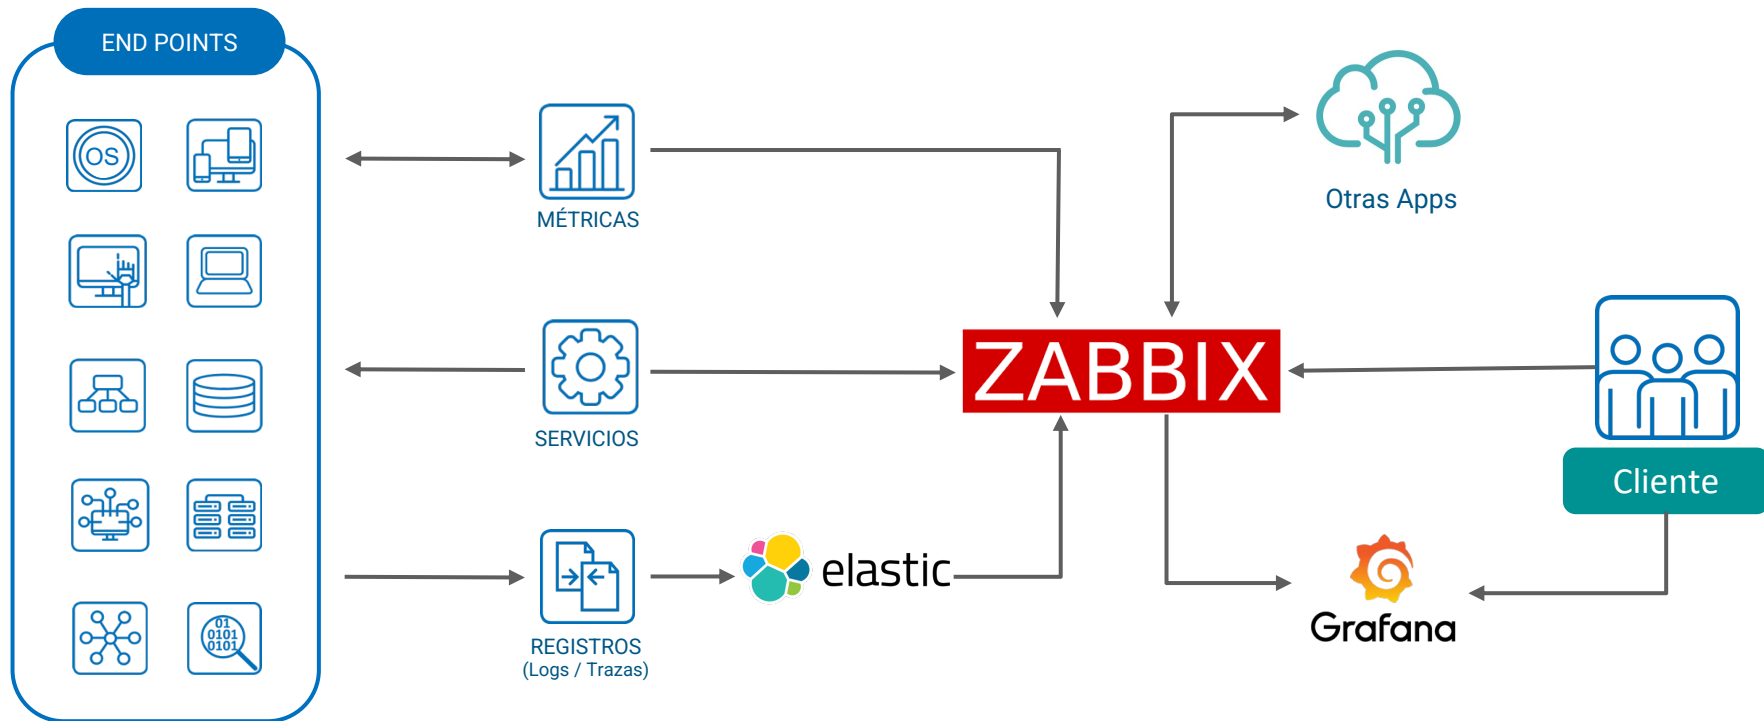 END POINTS
OS
01
0101
0101
MÉTRICAS
SERVICIOS
REGISTROS
(Logs / Trazas)
elastic
ZABBIX
Otras Apps
Cliente
Grafana